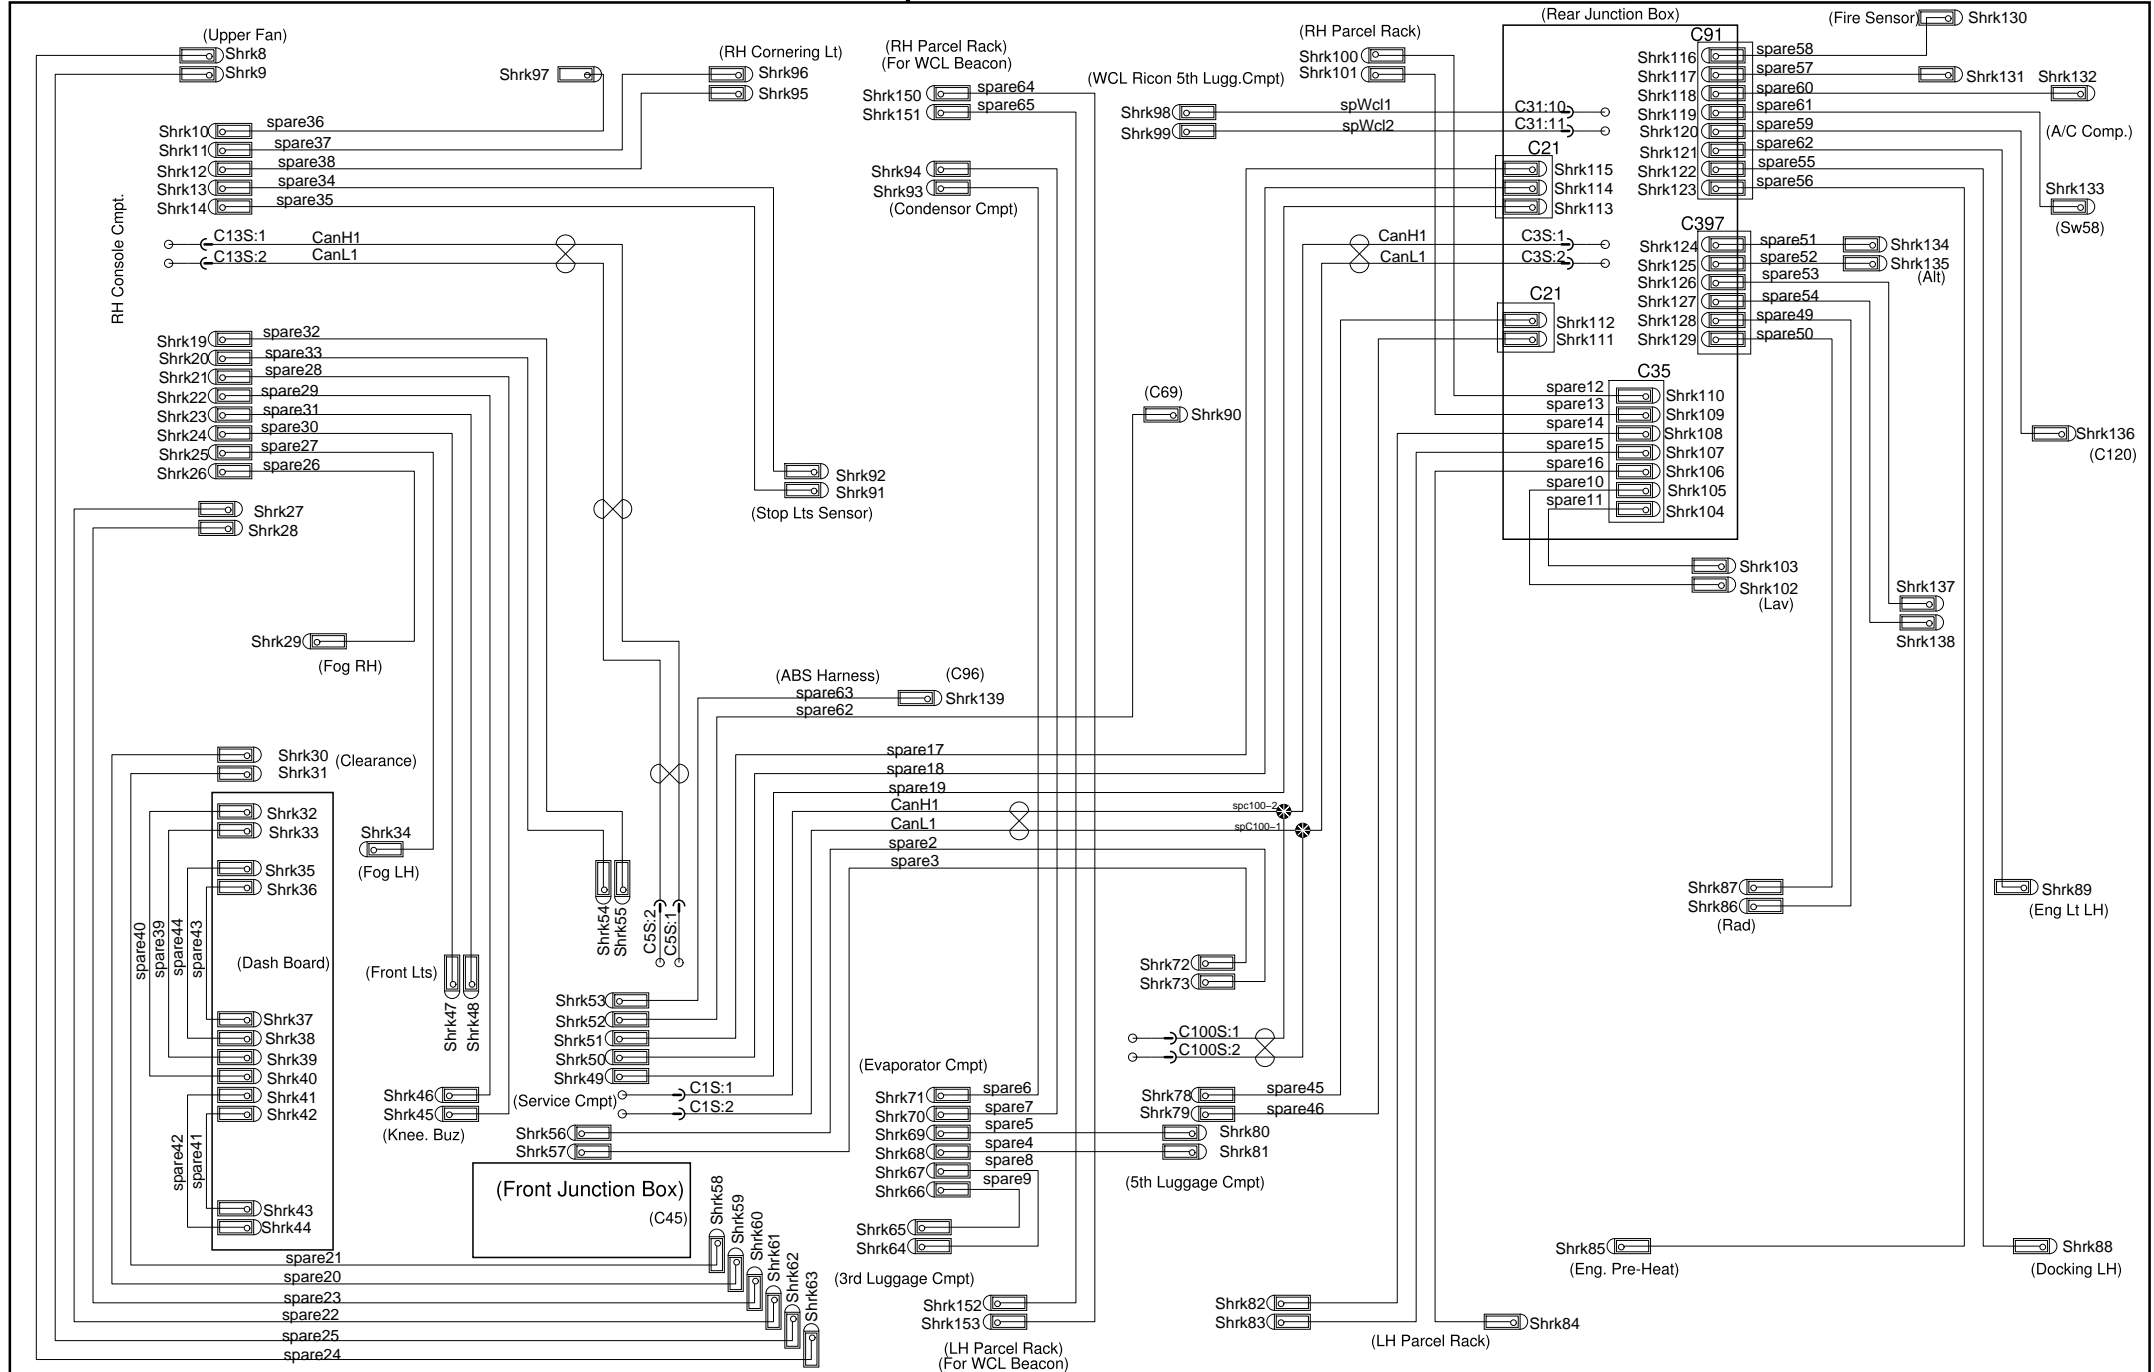 (Upper Fan)
Shrk8
Shrk9
Shrk97
(RH Cornering Lt)
Shrk96
Shrk95
(RH Parcel Rack)
(For WCL Beacon)
Shrk150
spare64
Shrk151
spare65
(WCL Ricon 5th Lugg.Cmpt)
(RH Parcel Rack)
Shrk100
Shrk101
Shrk98
spWcl1
C31:10
Shrk99
spWcl2
C31:11
(Rear Junction Box)
C91
Shrk116
spare58
Shrk117
spare57
Shrk118
spare60
Shrk119
spare61
Shrk120
spare59
Shrk121
spare62
Shrk122
spare55
Shrk123
spare56
(Fire Sensor)
Shrk130
Shrk131
Shrk132
(A/C Comp.)
Shrk133
(Sw58)
RH Console Cmpt.
Shrk10
spare36
Shrk11
spare37
Shrk12
spare38
Shrk13
spare34
Shrk14
spare35
C13S:1
CanH1
C13S:2
CanL1
Shrk94
Shrk93
(Condensor Cmpt)
C21
Shrk115
Shrk114
Shrk113
CanH1
C3S:1
CanL1
C3S:2
C21
Shrk112
Shrk111
C397
Shrk124
spare51
Shrk134
Shrk125
spare52
Shrk135
(Alt)
Shrk126
spare53
Shrk127
spare54
Shrk128
spare49
Shrk129
spare50
C35
spare12
Shrk110
spare13
Shrk109
spare14
Shrk108
spare15
Shrk107
spare16
Shrk106
spare10
Shrk105
spare11
Shrk104
Shrk103
Shrk102
(Lav)
Shrk136
(C120)
Shrk137
Shrk138
Shrk19
spare32
Shrk20
spare33
Shrk21
spare28
Shrk22
spare29
Shrk23
spare31
Shrk24
spare30
Shrk25
spare27
Shrk26
spare26
Shrk27
Shrk28
(C69)
Shrk90
Shrk92
Shrk91
(Stop Lts Sensor)
Shrk29
(Fog RH)
(ABS Harness)
(C96)
spare63
Shrk139
spare62
Shrk30
(Clearance)
Shrk31
spare17
spare18
spare19
CanH1
spc100-2
CanL1
spC100-1
spare2
spare3
Shrk32
Shrk33
Shrk35
Shrk36
Shrk34
(Fog LH)
spare40
spare39
spare44
spare43
(Dash Board)
(Front Lts)
Shrk47
Shrk48
Shrk54
Shrk55
C5S:2
C5S:1
Shrk37
Shrk38
Shrk39
Shrk40
Shrk41
Shrk42
spare42
spare41
Shrk43
Shrk44
Shrk46
Shrk45
(Knee. Buz)
Shrk53
Shrk52
Shrk51
Shrk50
Shrk49
(Service Cmpt)
C1S:1
C1S:2
Shrk56
Shrk57
(Front Junction Box)
(C45)
Shrk58
Shrk59
Shrk60
Shrk61
Shrk62
Shrk63
spare21
spare20
spare23
spare22
spare25
spare24
Shrk72
Shrk73
C100S:1
C100S:2
(Evaporator Cmpt)
Shrk71
spare6
Shrk70
spare7
Shrk69
spare5
Shrk68
spare4
Shrk67
spare8
Shrk66
spare9
Shrk65
Shrk64
(3rd Luggage Cmpt)
Shrk78
spare45
Shrk79
spare46
Shrk80
Shrk81
(5th Luggage Cmpt)
Shrk152
Shrk153
(LH Parcel Rack)
(For WCL Beacon)
Shrk82
Shrk83
(LH Parcel Rack)
Shrk84
Shrk87
Shrk86
(Rad)
Shrk89
(Eng Lt LH)
Shrk85
(Eng. Pre-Heat)
Shrk88
(Docking LH)